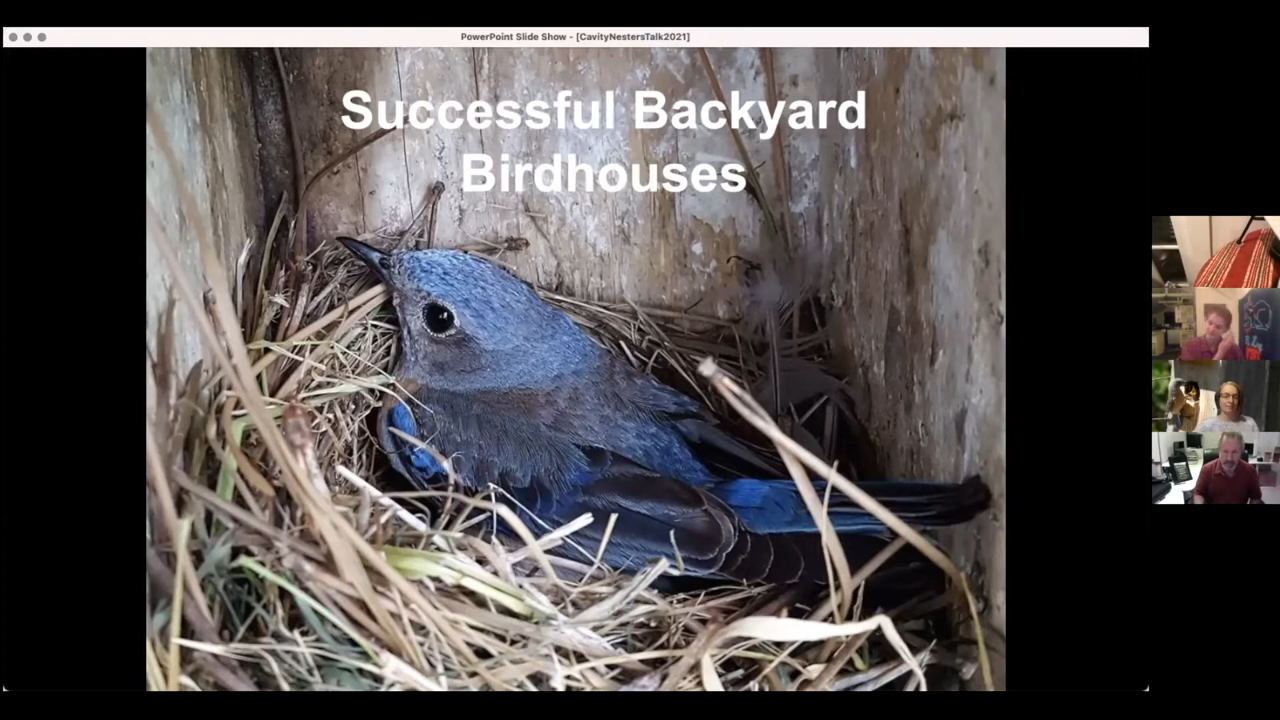 PowerPoint Slide Show - [CavityNestersTalk2021]
Successful Backyard
Birdhouses